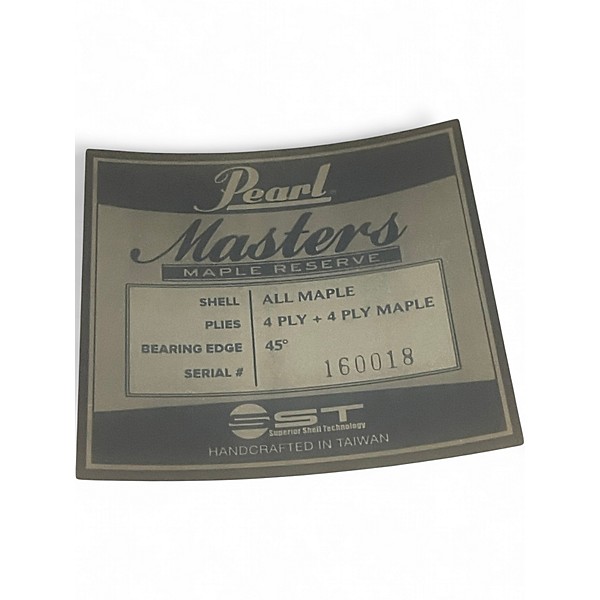 Pearl®
Masters
MAPLE RESERVE
SHELL ALL MAPLE
PLIES 4 PLY + 4 PLY MAPLE
BEARING EDGE 45°
SERIAL # 160018
SST
Superior Shell Technology
HANDCRAFTED IN TAIWAN